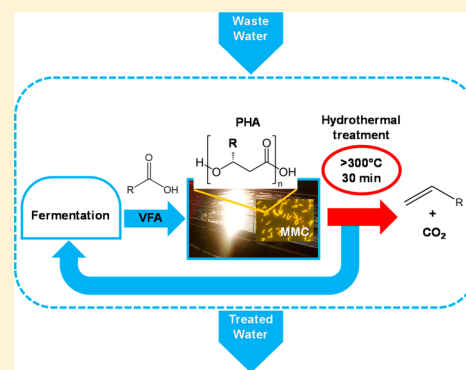 Waste
Water
PHA
Hydrothermal
treatment
>300°C
30 min
R
O
H
O
O
OH
n
R
O
OH
Fermentation
VFA
MMC
R
+
CO₂
Treated
Water